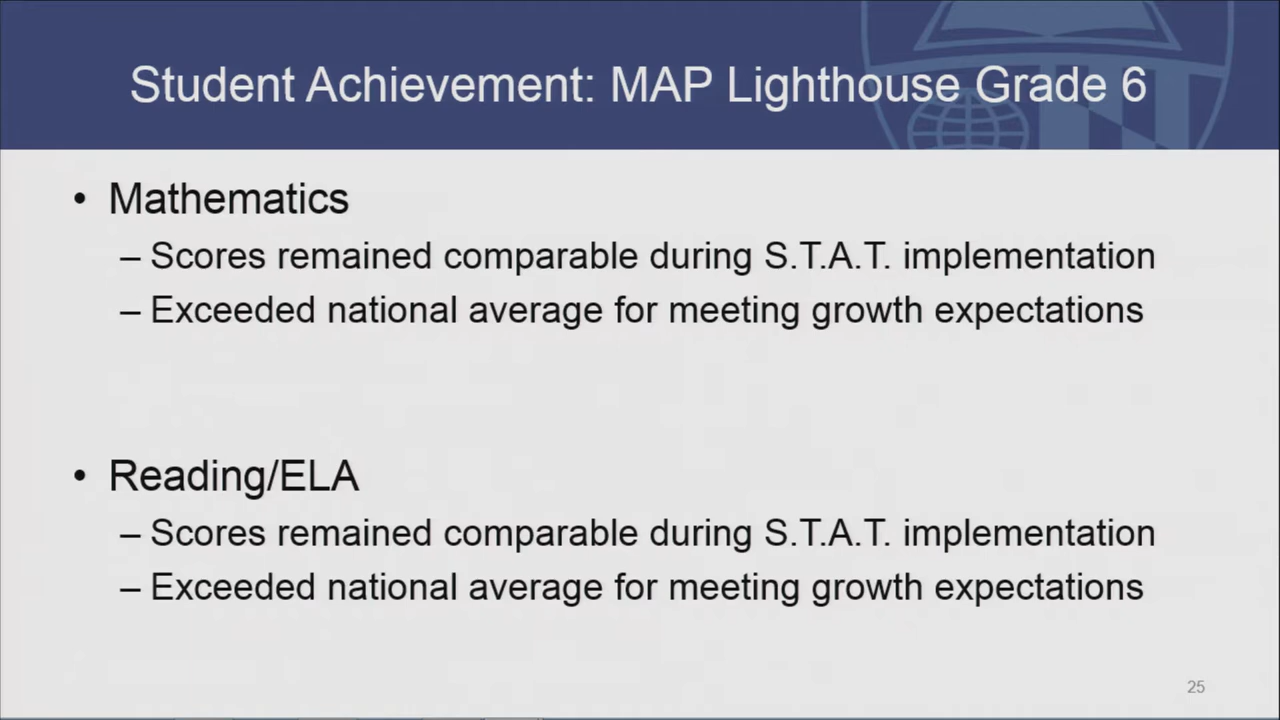 Student Achievement: MAP Lighthouse Grade 6
• Mathematics
– Scores remained comparable during S.T.A.T. implementation
– Exceeded national average for meeting growth expectations
• Reading/ELA
– Scores remained comparable during S.T.A.T. implementation
– Exceeded national average for meeting growth expectations
25